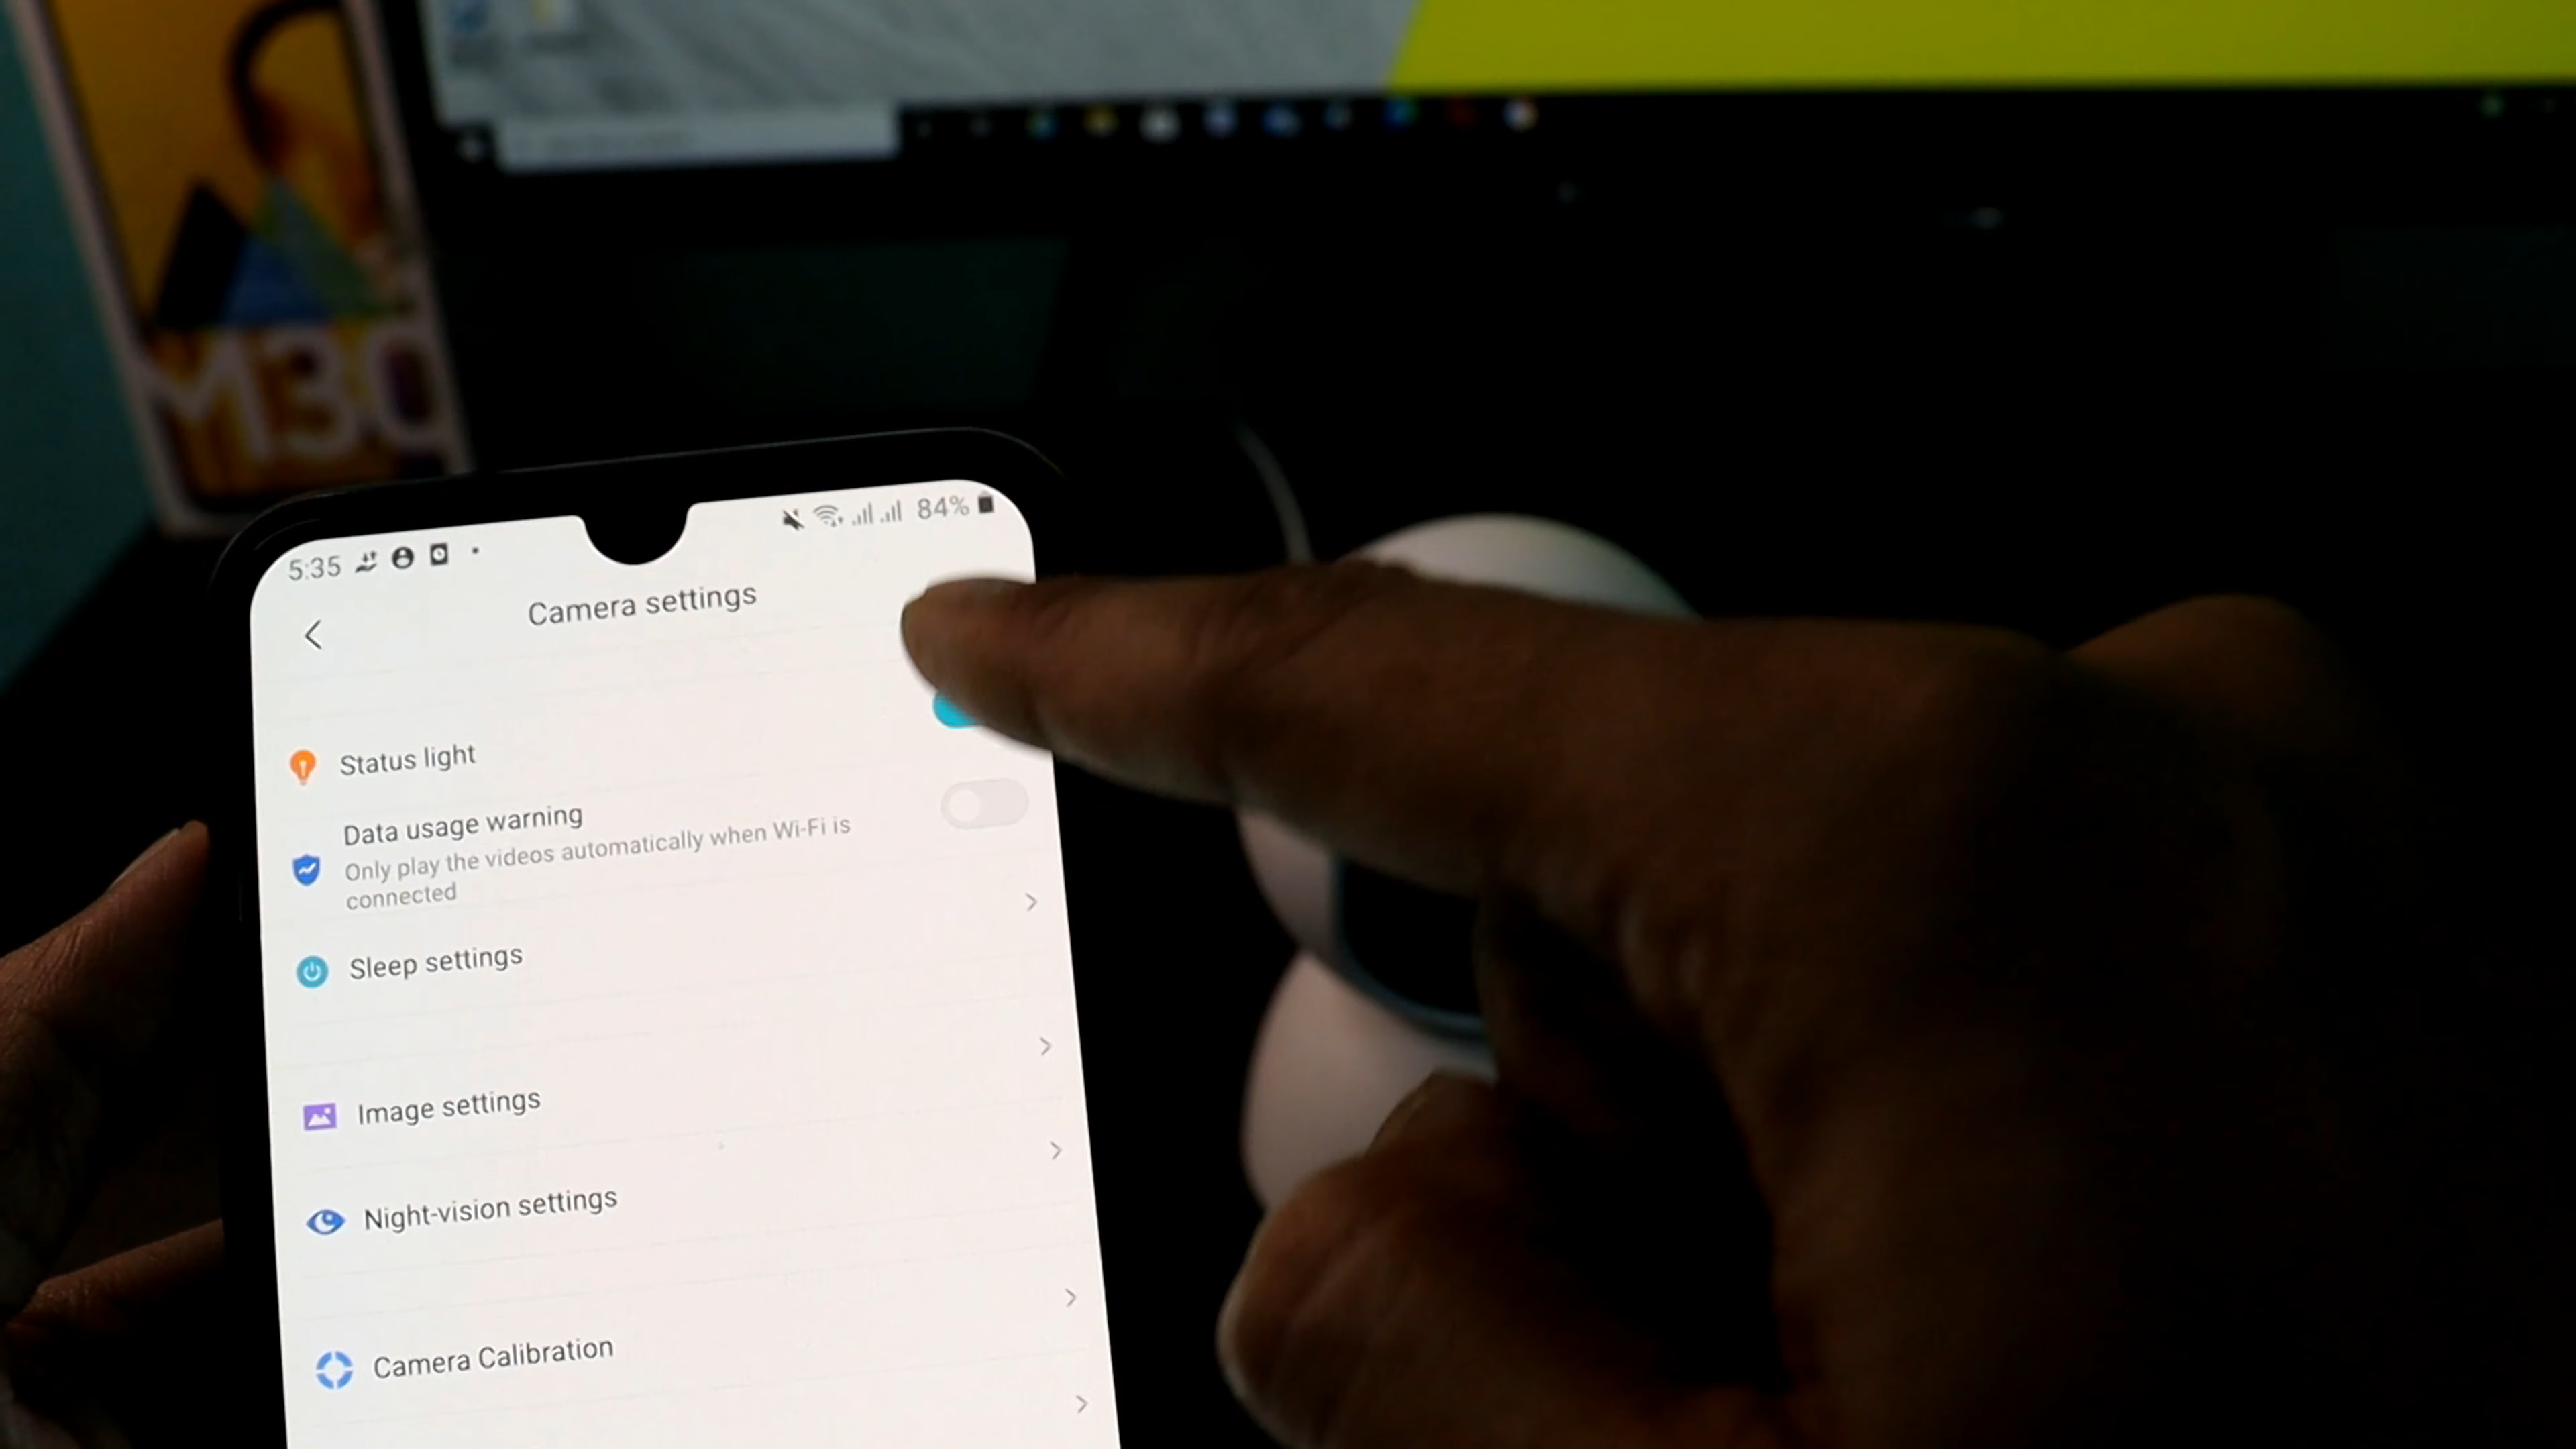 M30
5:35
84%
Camera settings
Status light
Data usage warning
Only play the videos automatically when Wi-Fi is
connected
Sleep settings
Image settings
Night-vision settings
Camera Calibration